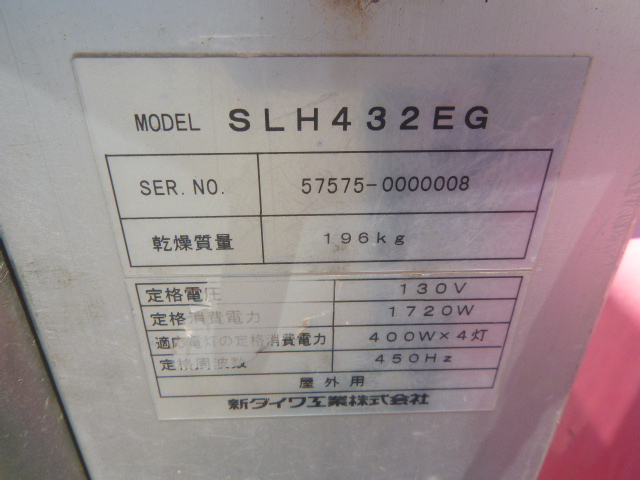 MODEL SLH432EG
SER.NO. 57575-0000008
乾燥質量 196kg
定格電圧 130V
定格消費電力 1720W
適応電灯の定格消費電力 400W×4灯
定格周波数 450Hz
屋外用
新ダイワ工業株式会社